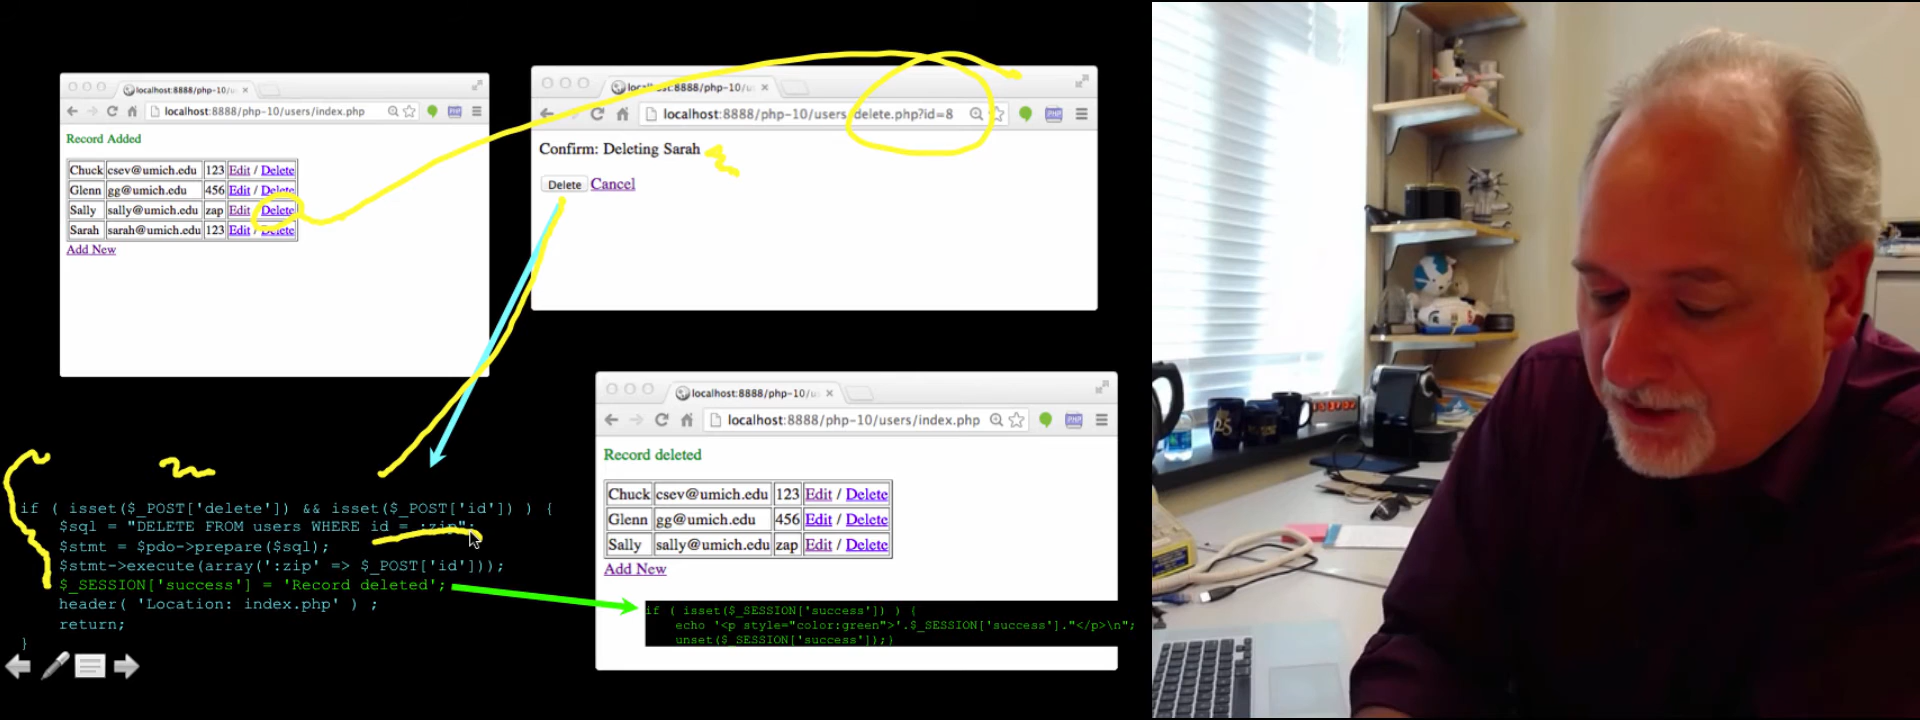 localhost:8888/php-10/u
localhost:8888/php-10/users/index.php
Record Added
Chuck csev@umich.edu 123 Edit / Delete
Glenn gg@umich.edu 456 Edit / Delete
Sally sally@umich.edu zap Edit / Delete
Sarah sarah@umich.edu 123 Edit / Delete
Add New
localhost:8888/php-10/u
localhost:8888/php-10/users/delete.php?id=8
Confirm: Deleting Sarah
Delete Cancel
if ( isset($_POST['delete']) && isset($_POST['id']) ) {
$sql = "DELETE FROM users WHERE id = :zip";
$stmt = $pdo->prepare($sql);
$stmt->execute(array(':zip' => $_POST['id']));
$_SESSION['success'] = 'Record deleted';
header( 'Location: index.php' ) ;
return;
}
localhost:8888/php-10/u
localhost:8888/php-10/users/index.php
Record deleted
Chuck csev@umich.edu 123 Edit / Delete
Glenn gg@umich.edu 456 Edit / Delete
Sally sally@umich.edu zap Edit / Delete
Add New
if ( isset($_SESSION['success']) ) {
echo '<p style="color:green">'.$_SESSION['success']."</p>\n";
unset($_SESSION['success']);}